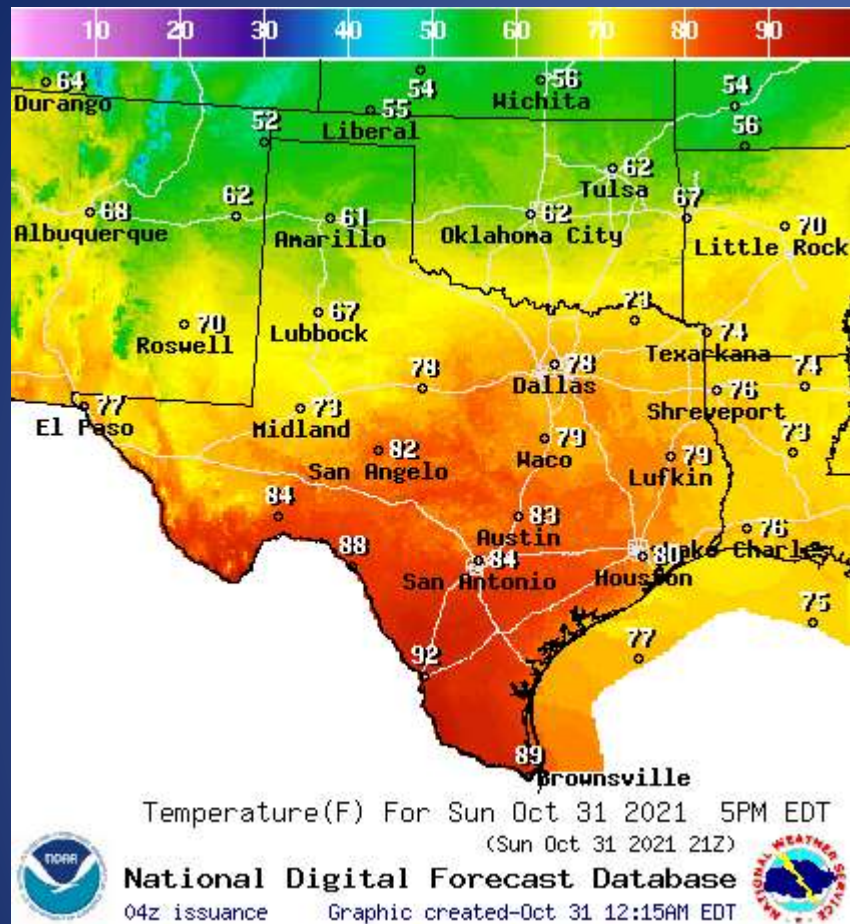 10 20 30 40 50 60 70 80 90
64
Durango
54
56
Wichita
54
55
Liberal
52
56
62
Tulsa
68
Albuquerque
62
61
Amarillo
62
Oklahoma City
67
70
Little Rock
70
Roswell
67
Lubbock
73
74
Texarkana
78
78
Dallas
74
76
Shreveport
77
El Paso
73
Midland
82
San Angelo
79
Waco
79
Lufkin
73
84
83
Austin
76
Lake Charles
88
84
San Antonio
80
Houston
75
92
77
89
Brownsville
Temperature(F) For Sun Oct 31 2021 5PM EDT
(Sun Oct 31 2021 21Z)
NOAA
National Digital Forecast Database
04z issuance Graphic created-Oct 31 12:15AM EDT